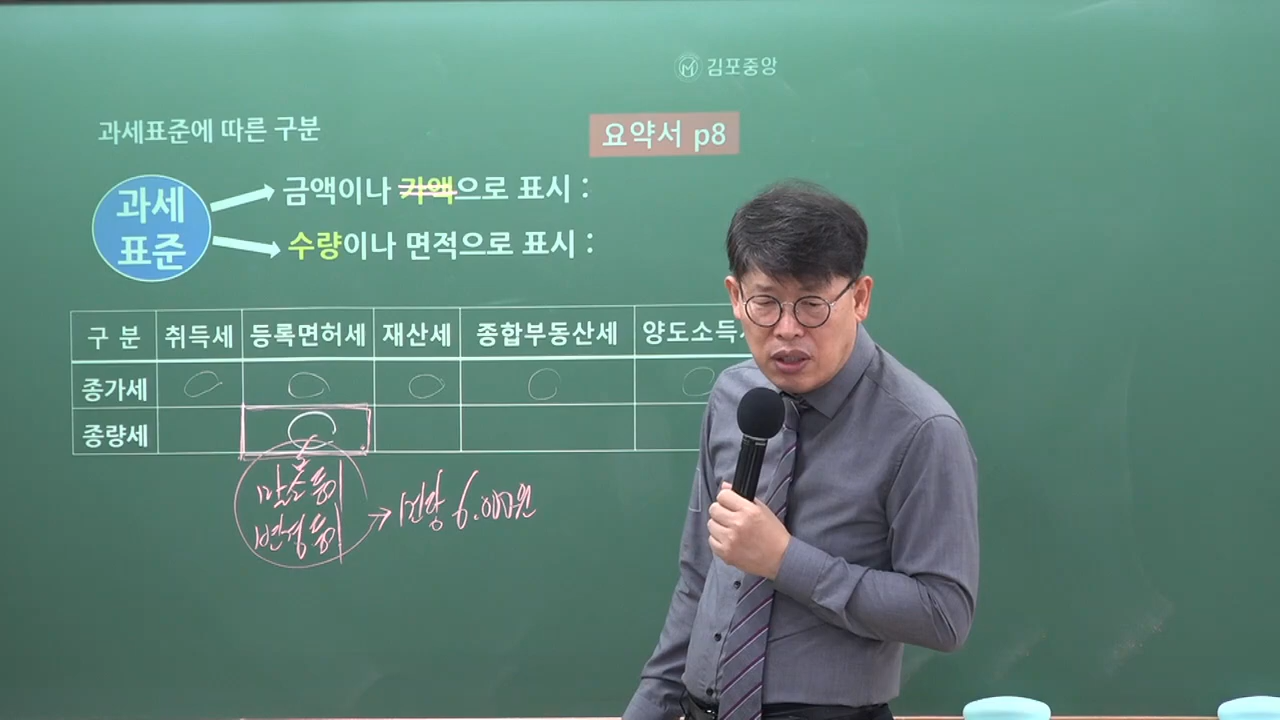 김포중앙
과세표준에 따른 구분
요약서 p8
과세
표준
금액이나 가액으로 표시 :
수량이나 면적으로 표시 :
구 분 취득세 등록면허세 재산세 종합부동산세 양도소득
종가세
종량세
말소등기
변경등기
→ 1건당 6.000원